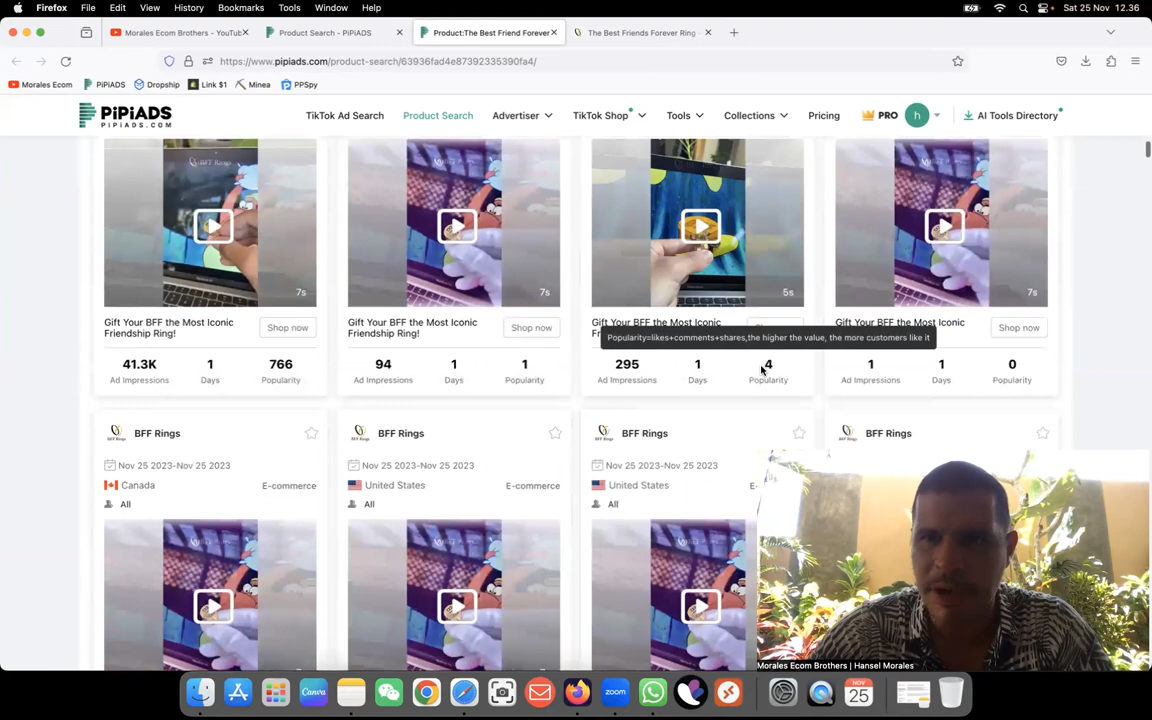 Firefox File Edit View History Bookmarks Tools Window Help Sat 25 Nov 12.36
Morales Ecom Brothers - YouTub Product Search - PiPiADS Product:The Best Friend Forever The Best Friends Forever Ring -
https://www.pipiads.com/product-search/63936fad4e87392335390fa4/
Morales Ecom PiPiADS Dropship Link $1 Minea PPSpy
PiPiADS
PIPIADS.COM
TikTok Ad Search Product Search Advertiser TikTok Shop Tools Collections Pricing PRO h AI Tools Directory
BFF Rings
7s 7s 5s 7s
Gift Your BFF the Most Iconic Friendship Ring! Shop now
Gift Your BFF the Most Iconic Friendship Ring! Shop now
Gift Your BFF the Most Iconic
Gift Your BFF the Most Iconic Friendship Ring! Shop now
Popularity=likes+comments+shares,the higher the value, the more customers like it
41.3K 1 766 94 1 1 295 1 4 1 1 0
Ad Impressions Days Popularity Ad Impressions Days Popularity Ad Impressions Days Popularity Ad Impressions Days Popularity
BFF Rings BFF Rings BFF Rings BFF Rings
Nov 25 2023-Nov 25 2023 Nov 25 2023-Nov 25 2023 Nov 25 2023-Nov 25 2023
Canada E-commerce United States E-commerce United States E-
All All All
Canva zoom
NOV
25
Morales Ecom Brothers | Hansel Morales